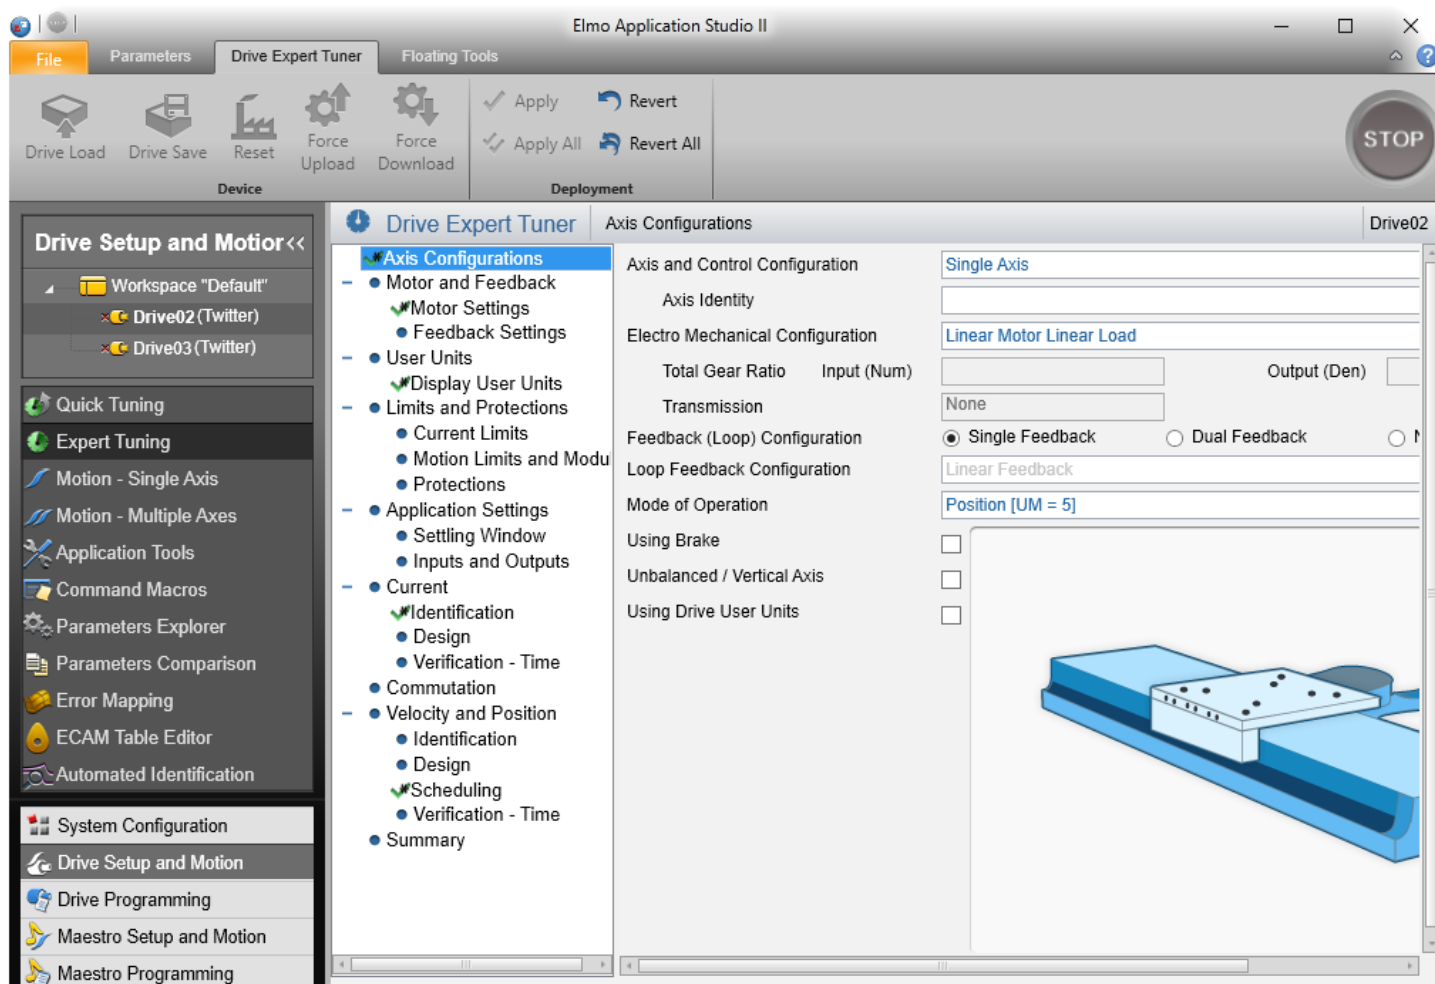 Elmo Application Studio II
File
Parameters
Drive Expert Tuner
Floating Tools
Drive Load
Drive Save
Reset
Force Upload
Force Download
Apply
Apply All
Revert
Revert All
Device
Deployment
STOP
Drive Setup and Motior
Workspace "Default"
Drive02 (Twitter)
Drive03 (Twitter)
Quick Tuning
Expert Tuning
Motion - Single Axis
Motion - Multiple Axes
Application Tools
Command Macros
Parameters Explorer
Parameters Comparison
Error Mapping
ECAM Table Editor
Automated Identification
System Configuration
Drive Setup and Motion
Drive Programming
Maestro Setup and Motion
Maestro Programming
Drive Expert Tuner
Axis Configurations
Drive02
Axis Configurations
Motor and Feedback
Motor Settings
Feedback Settings
User Units
Display User Units
Limits and Protections
Current Limits
Motion Limits and Modu
Protections
Application Settings
Settling Window
Inputs and Outputs
Current
Identification
Design
Verification - Time
Commutation
Velocity and Position
Identification
Design
Scheduling
Verification - Time
Summary
Axis and Control Configuration Single Axis
Axis Identity
Electro Mechanical Configuration Linear Motor Linear Load
Total Gear Ratio Input (Num) Output (Den)
Transmission None
Feedback (Loop) Configuration Single Feedback Dual Feedback
Loop Feedback Configuration Linear Feedback
Mode of Operation Position [UM = 5]
Using Brake
Unbalanced / Vertical Axis
Using Drive User Units